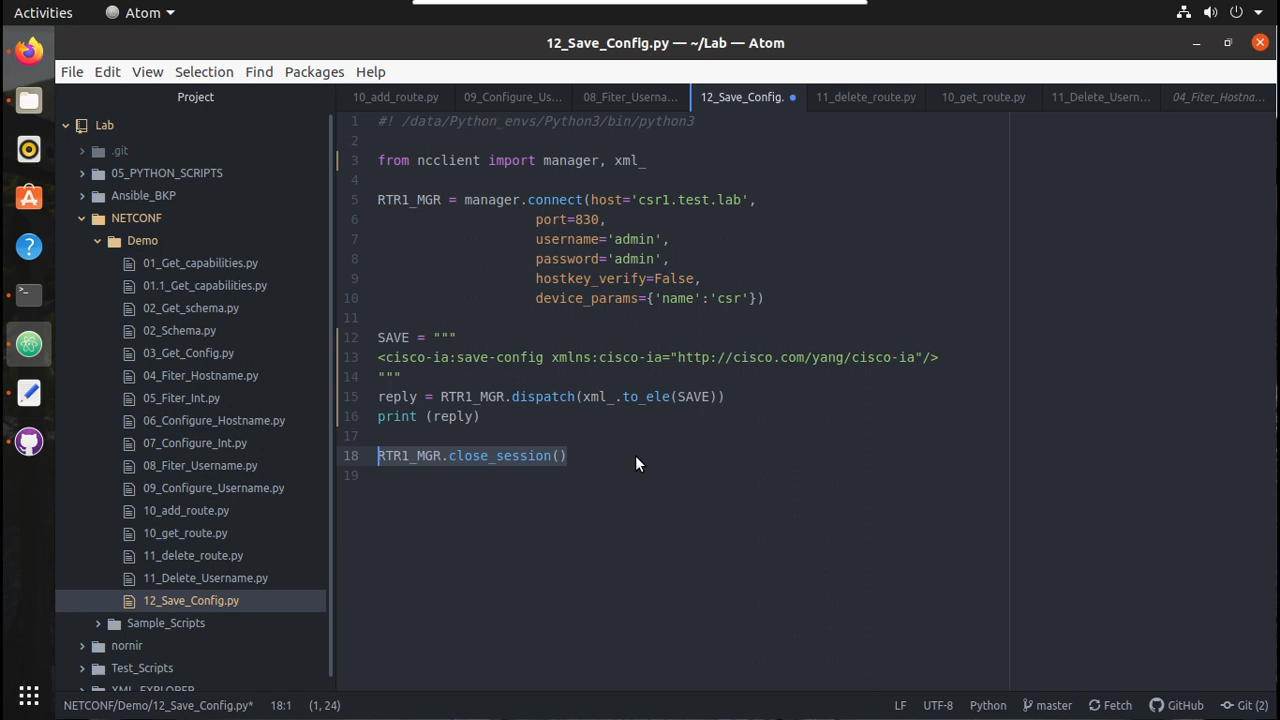 Activities
Atom
12_Save_Config.py — ~/Lab — Atom
File Edit View Selection Find Packages Help
Project
10_add_route.py
09_Configure_Us...
08_Fiter_Userna...
12_Save_Config.
11_delete_route.py
10_get_route.py
11_Delete_Usern...
04_Fiter_Hostna...
Lab
.git
05_PYTHON_SCRIPTS
Ansible_BKP
NETCONF
Demo
01_Get_capabilities.py
01.1_Get_capabilities.py
02_Get_schema.py
02_Schema.py
03_Get_Config.py
04_Fiter_Hostname.py
05_Fiter_Int.py
06_Configure_Hostname.py
07_Configure_Int.py
08_Fiter_Username.py
09_Configure_Username.py
10_add_route.py
10_get_route.py
11_delete_route.py
11_Delete_Username.py
12_Save_Config.py
Sample_Scripts
nornir
Test_Scripts
XML_EXPLORER
1 #! /data/Python_envs/Python3/bin/python3
2
3 from ncclient import manager, xml_
4
5 RTR1_MGR = manager.connect(host='csr1.test.lab',
6 port=830,
7 username='admin',
8 password='admin',
9 hostkey_verify=False,
10 device_params={'name':'csr'})
11
12 SAVE = """
13 <cisco-ia:save-config xmlns:cisco-ia="http://cisco.com/yang/cisco-ia"/>
14 """
15 reply = RTR1_MGR.dispatch(xml_.to_ele(SAVE))
16 print (reply)
17
18 RTR1_MGR.close_session()
19
NETCONF/Demo/12_Save_Config.py* 18:1 (1, 24)
LF UTF-8 Python master Fetch GitHub Git (2)